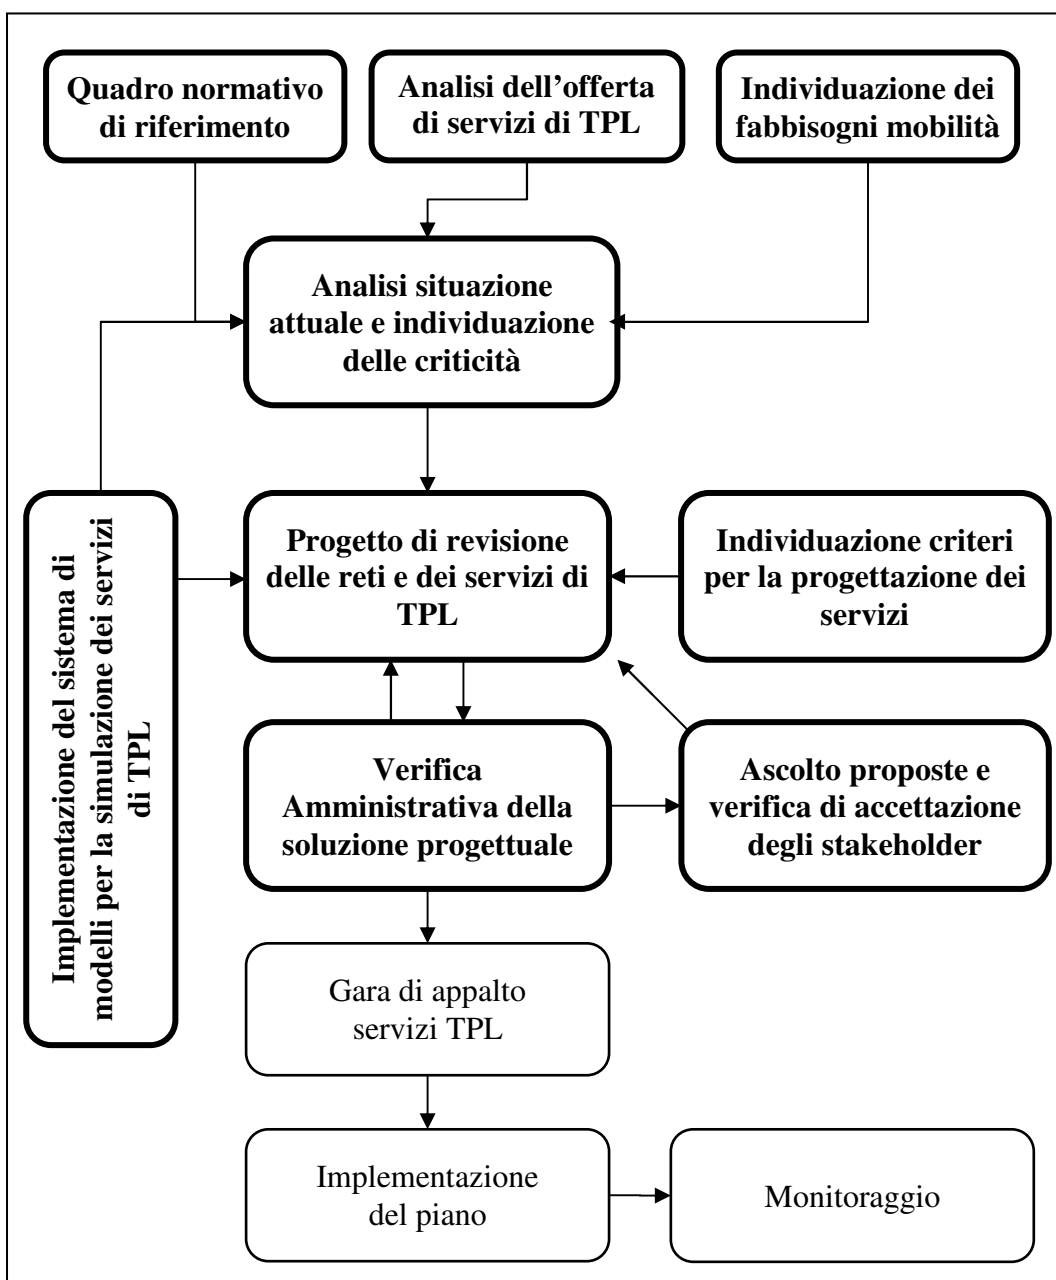 Quadro normativo
di riferimento
Analisi dell’offerta
di servizi di TPL
Individuazione dei
fabbisogni mobilità
Analisi situazione
attuale e individuazione
delle criticità
Implementazione del sistema di
modelli per la simulazione dei servizi
di TPL
Progetto di revisione
delle reti e dei servizi di
TPL
Individuazione criteri
per la progettazione dei
servizi
Verifica
Amministrativa della
soluzione progettuale
Ascolto proposte e
verifica di accettazione
degli stakeholder
Gara di appalto
servizi TPL
Implementazione
del piano
Monitoraggio